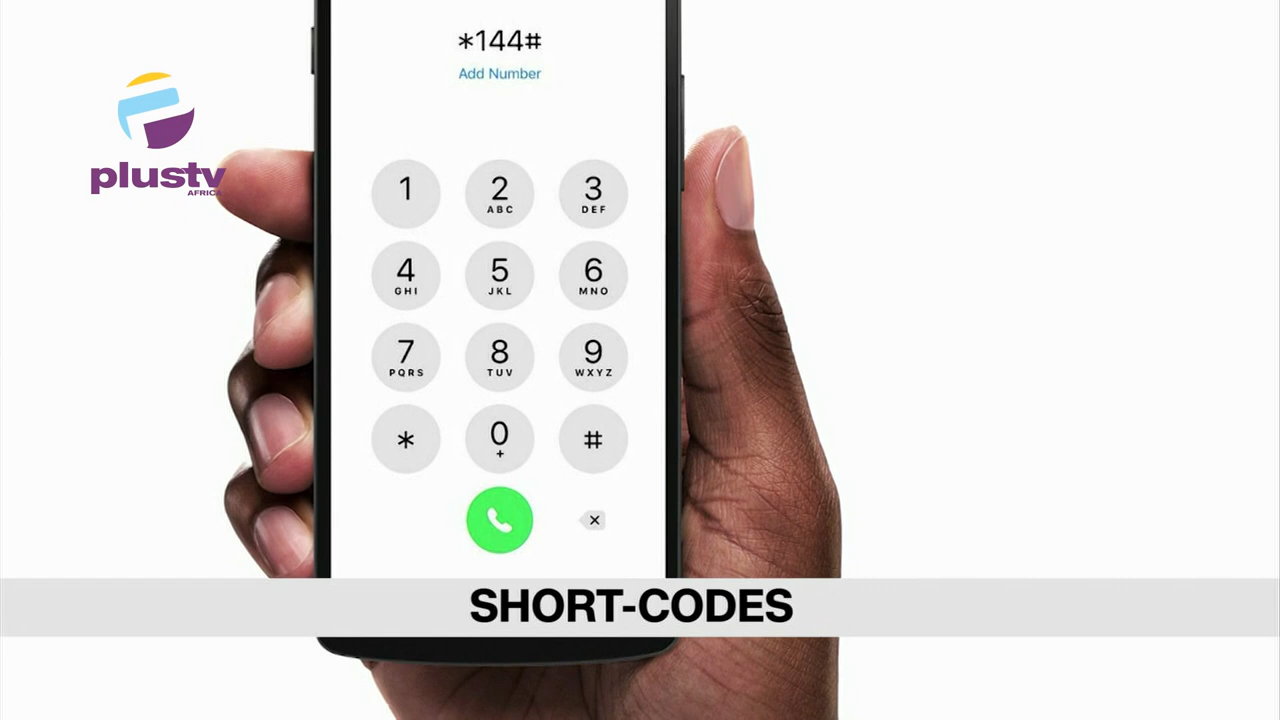 *144#
Add Number
plustv
AFRICA
1
2
ABC
3
DEF
4
GHI
5
JKL
6
MNO
7
PQRS
8
TUV
9
WXYZ
*
0
+
#
SHORT-CODES